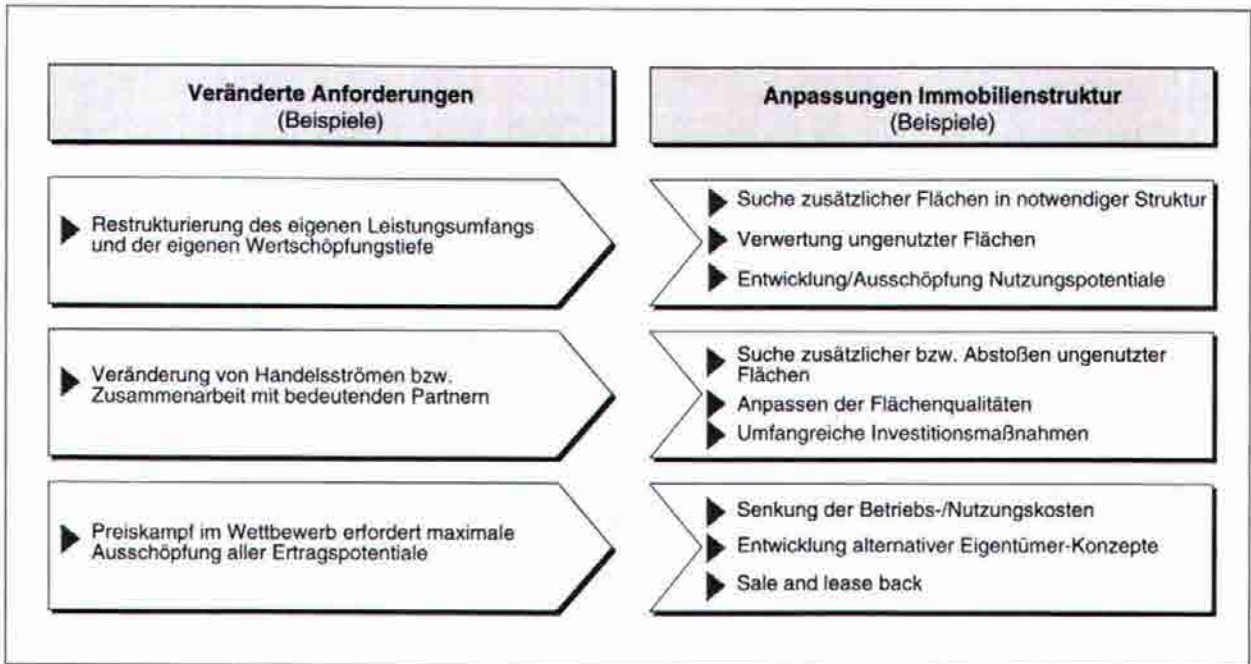 Veränderte Anforderungen
(Beispiele)
Anpassungen Immobilienstruktur
(Beispiele)
Restrukturierung des eigenen Leistungsumfangs
und der eigenen Wertschöpfungstiefe
Suche zusätzlicher Flächen in notwendiger Struktur
Verwertung ungenutzter Flächen
Entwicklung/Ausschöpfung Nutzungspotentiale
Veränderung von Handelsströmen bzw.
Zusammenarbeit mit bedeutenden Partnern
Suche zusätzlicher bzw. Abstoßen ungenutzter
Flächen
Anpassen der Flächenqualitäten
Umfangreiche Investitionsmaßnahmen
Preiskampf im Wettbewerb erfordert maximale
Ausschöpfung aller Ertragspotentiale
Senkung der Betriebs-/Nutzungskosten
Entwicklung alternativer Eigentümer-Konzepte
Sale and lease back